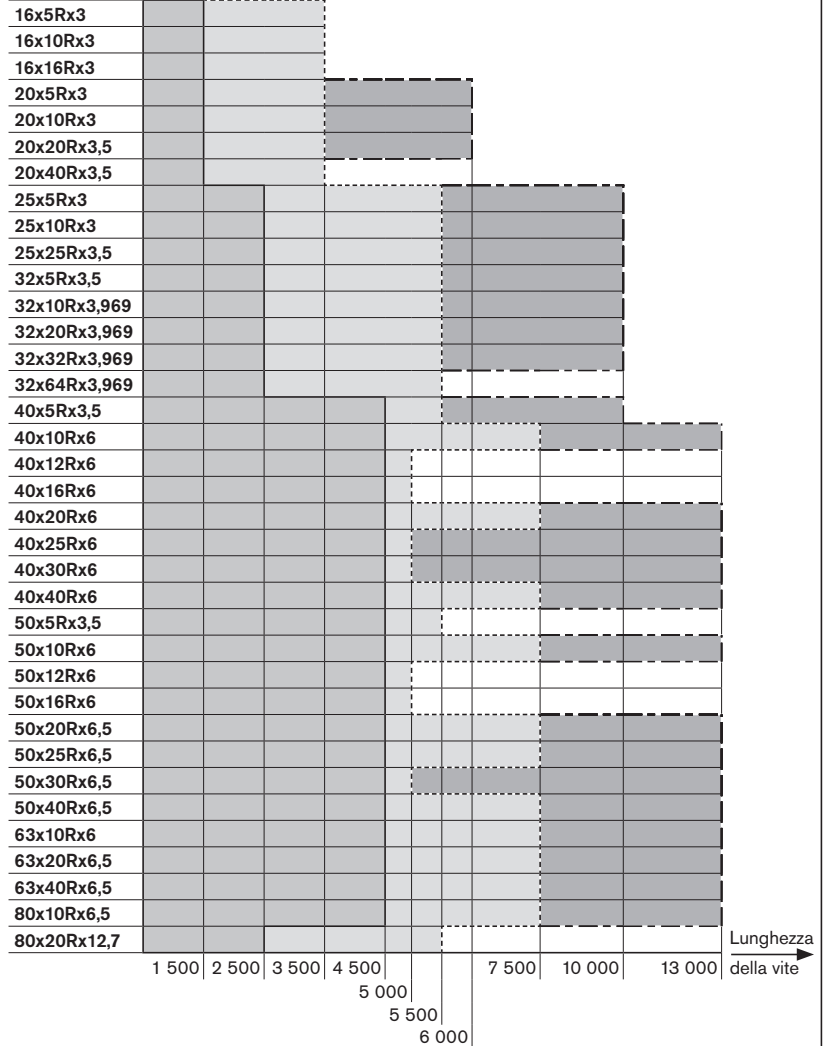 16x5Rx3
16x10Rx3
16x16Rx3
20x5Rx3
20x10Rx3
20x20Rx3,5
20x40Rx3,5
25x5Rx3
25x10Rx3
25x25Rx3,5
32x5Rx3,5
32x10Rx3,969
32x20Rx3,969
32x32Rx3,969
32x64Rx3,969
40x5Rx3,5
40x10Rx6
40x12Rx6
40x16Rx6
40x20Rx6
40x25Rx6
40x30Rx6
40x40Rx6
50x5Rx3,5
50x10Rx6
50x12Rx6
50x16Rx6
50x20Rx6,5
50x25Rx6,5
50x30Rx6,5
50x40Rx6,5
63x10Rx6
63x20Rx6,5
63x40Rx6,5
80x10Rx6,5
80x20Rx12,7
Lunghezza
della vite
1 500 2 500 3 500 4 500 7 500 10 000 13 000
5 000
5 500
6 000